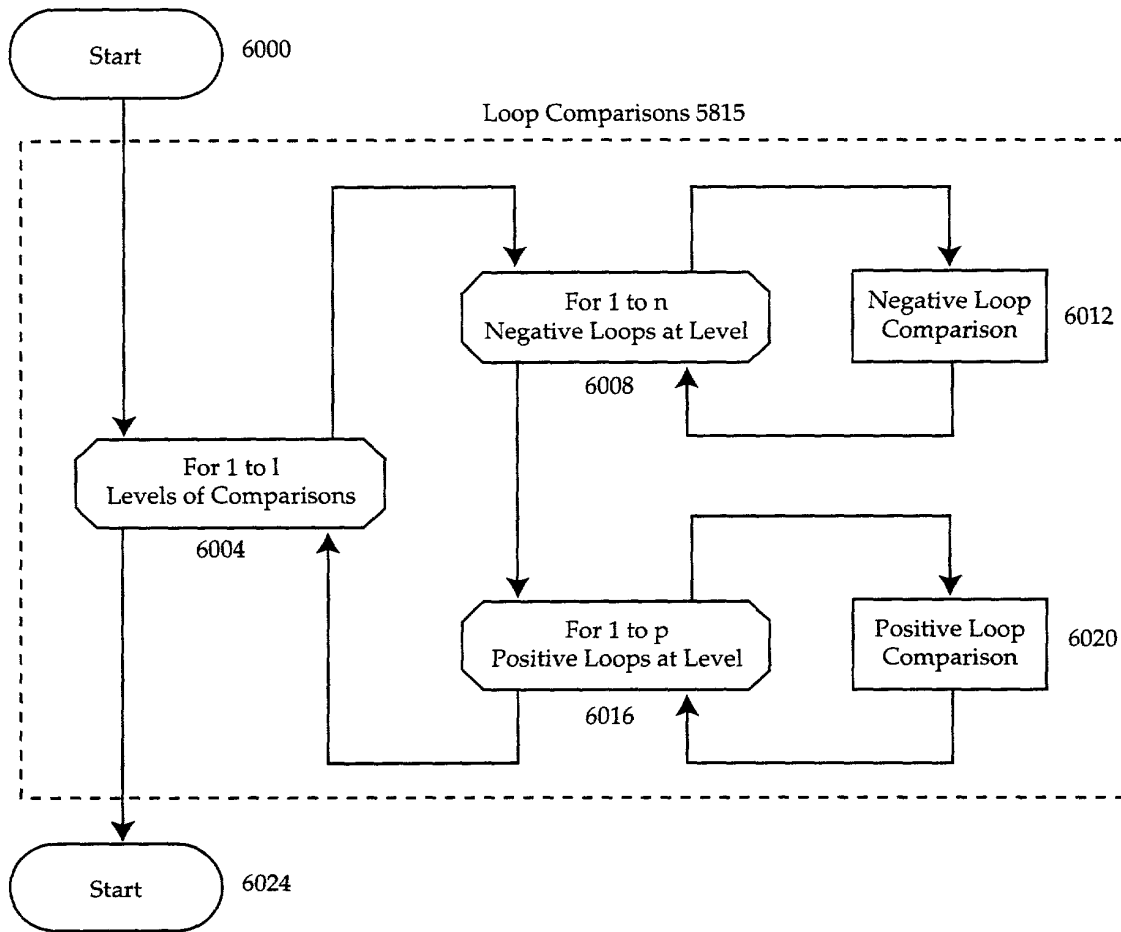 Start
6000
Loop Comparisons 5815
For 1 to n
Negative Loops at Level
6008
Negative Loop
Comparison
6012
For 1 to l
Levels of Comparisons
6004
For 1 to p
Positive Loops at Level
6016
Positive Loop
Comparison
6020
Start
6024